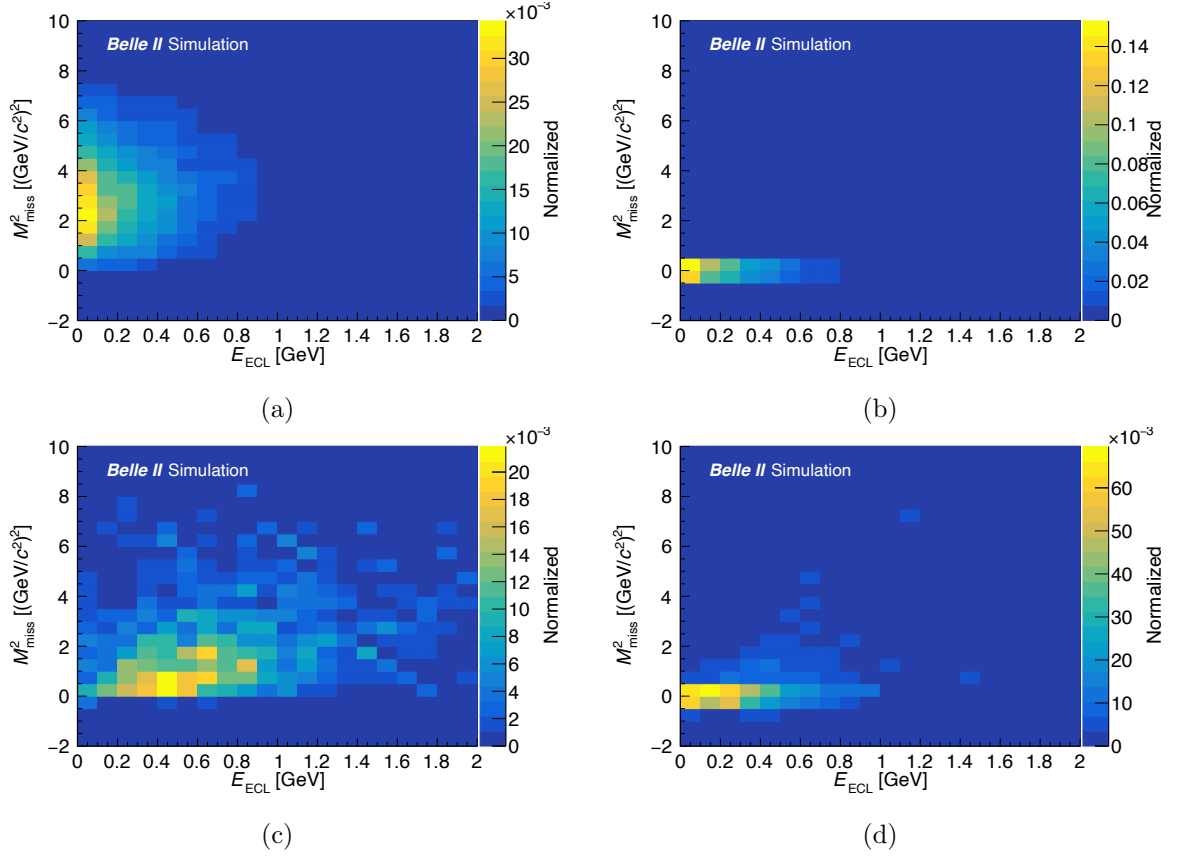 ×10⁻³
10
8
6
4
2
0
−2
Belle II Simulation
M²miss [(GeV/c²)²]
0 0.2 0.4 0.6 0.8 1 1.2 1.4 1.6 1.8 2
E_ECL [GeV]
30
25
20
15
10
5
0
Normalized
(a)
10
8
6
4
2
0
−2
Belle II Simulation
M²miss [(GeV/c²)²]
0 0.2 0.4 0.6 0.8 1 1.2 1.4 1.6 1.8 2
E_ECL [GeV]
0.14
0.12
0.1
0.08
0.06
0.04
0.02
0
Normalized
(b)
×10⁻³
10
8
6
4
2
0
−2
Belle II Simulation
M²miss [(GeV/c²)²]
0 0.2 0.4 0.6 0.8 1 1.2 1.4 1.6 1.8 2
E_ECL [GeV]
20
18
16
14
12
10
8
6
4
2
0
Normalized
(c)
×10⁻³
10
8
6
4
2
0
−2
Belle II Simulation
M²miss [(GeV/c²)²]
0 0.2 0.4 0.6 0.8 1 1.2 1.4 1.6 1.8 2
E_ECL [GeV]
60
50
40
30
20
10
0
Normalized
(d)